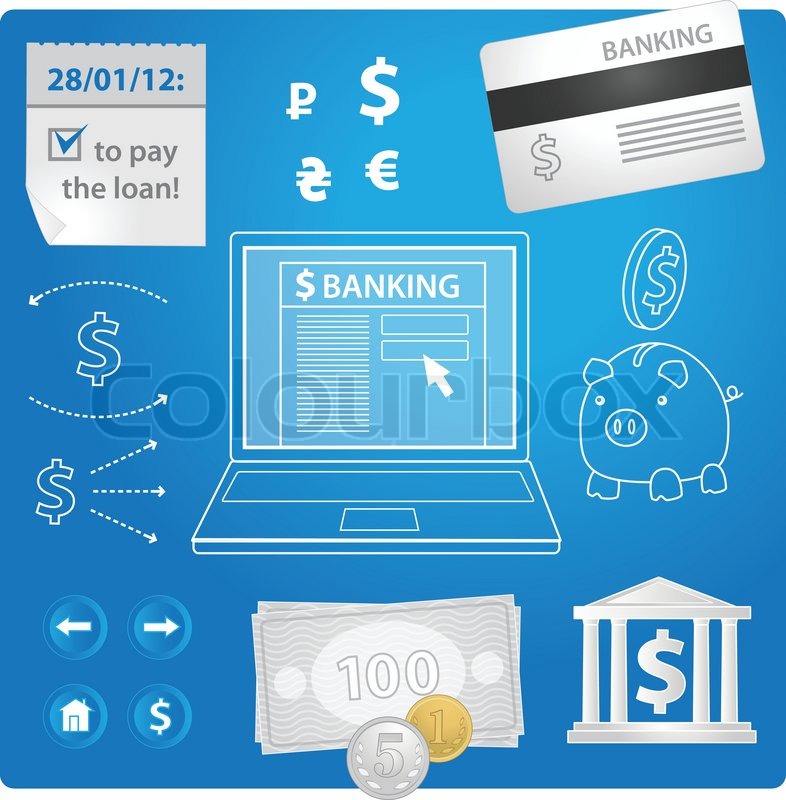 28/01/12:
to pay
the loan!
₽ $
₴ €
BANKING
$
$ BANKING
$
$
$
colourbox
100
5 1
$
$